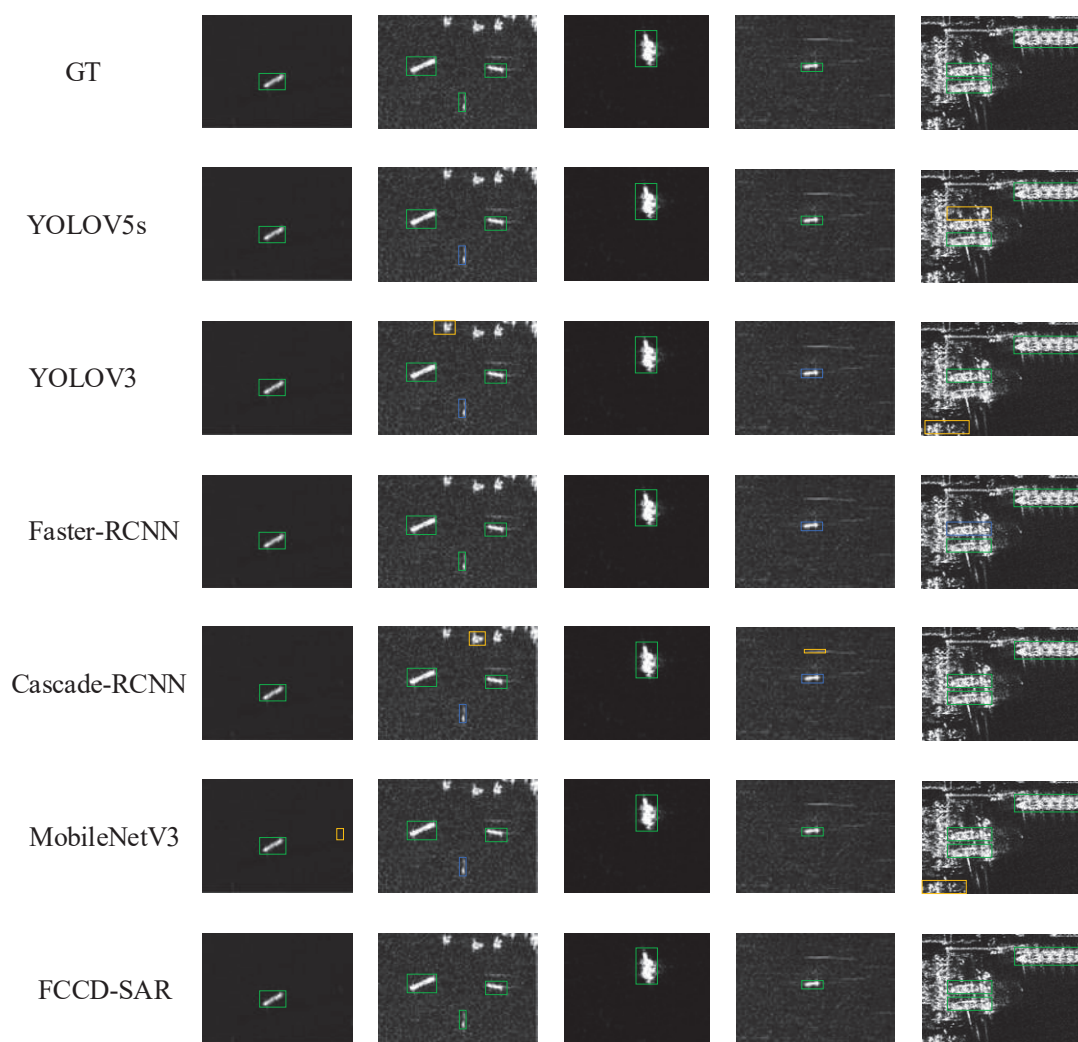 GT
YOLOV5s
YOLOV3
Faster-RCNN
Cascade-RCNN
MobileNetV3
FCCD-SAR